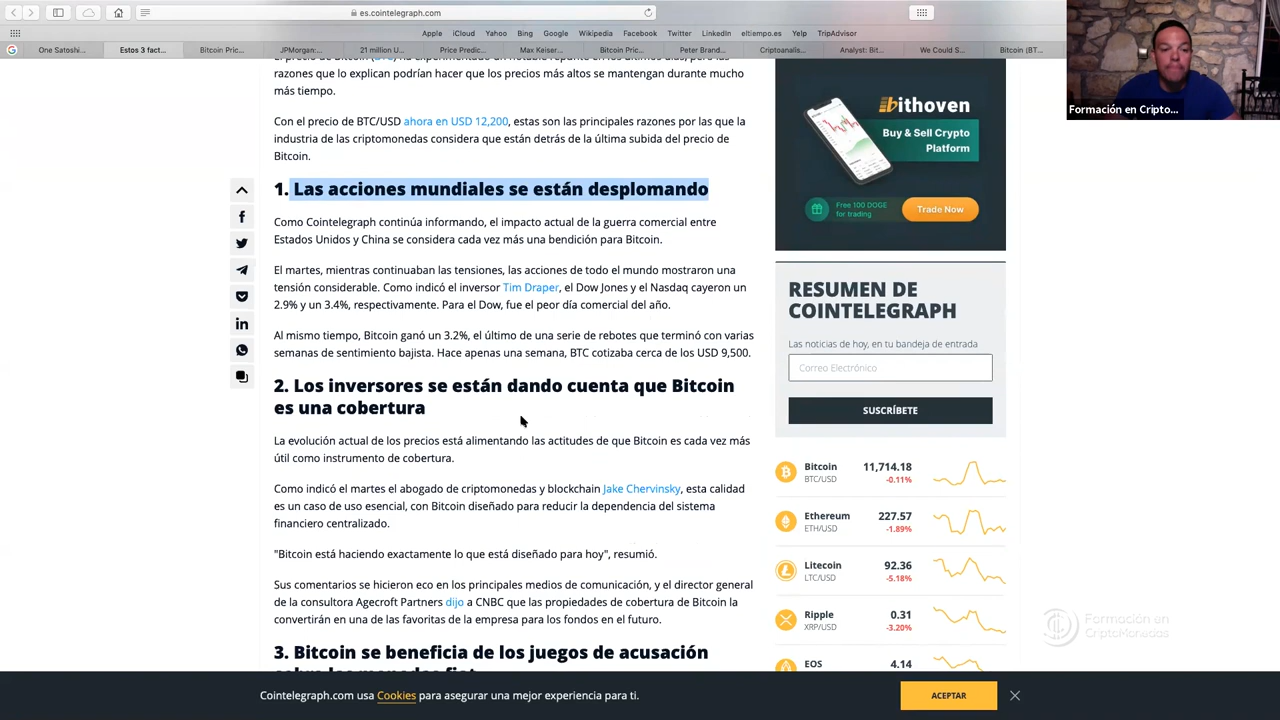 es.cointelegraph.com
Apple iCloud Yahoo Bing Google Wikipedia Facebook Twitter LinkedIn eltiempo.es Yelp TripAdvisor
One Satoshi... Estos 3 fact... Bitcoin Pric... JPMorgan:... 21 million U... Price Predic... Max Keiser... Bitcoin Pric... Peter Brand... Criptoanalis... Analyst: Bit... We Could S... Bitcoin (BT...
razones que lo explican podrían hacer que los precios más altos se mantengan durante mucho
más tiempo.
Con el precio de BTC/USD ahora en USD 12,200, estas son las principales razones por las que la
industria de las criptomonedas considera que están detrás de la última subida del precio de
Bitcoin.
1. Las acciones mundiales se están desplomando
Como Cointelegraph continúa informando, el impacto actual de la guerra comercial entre
Estados Unidos y China se considera cada vez más una bendición para Bitcoin.
El martes, mientras continuaban las tensiones, las acciones de todo el mundo mostraron una
tensión considerable. Como indicó el inversor Tim Draper, el Dow Jones y el Nasdaq cayeron un
2.9% y un 3.4%, respectivamente. Para el Dow, fue el peor día comercial del año.
Al mismo tiempo, Bitcoin ganó un 3.2%, el último de una serie de rebotes que terminó con varias
semanas de sentimiento bajista. Hace apenas una semana, BTC cotizaba cerca de los USD 9,500.
2. Los inversores se están dando cuenta que Bitcoin
es una cobertura
La evolución actual de los precios está alimentando las actitudes de que Bitcoin es cada vez más
útil como instrumento de cobertura.
Como indicó el martes el abogado de criptomonedas y blockchain Jake Chervinsky, esta calidad
es un caso de uso esencial, con Bitcoin diseñado para reducir la dependencia del sistema
financiero centralizado.
"Bitcoin está haciendo exactamente lo que está diseñado para hoy", resumió.
Sus comentarios se hicieron eco en los principales medios de comunicación, y el director general
de la consultora Agecroft Partners dijo a CNBC que las propiedades de cobertura de Bitcoin la
convertirán en una de las favoritas de la empresa para los fondos en el futuro.
3. Bitcoin se beneficia de los juegos de acusación
bithoven
Buy & Sell Crypto
Platform
Free 100 DOGE
for trading
Trade Now
RESUMEN DE
COINTELEGRAPH
Las noticias de hoy, en tu bandeja de entrada
Correo Electrónico
SUSCRÍBETE
Bitcoin 11,714.18
BTC/USD -0.11%
Ethereum 227.57
ETH/USD -1.89%
Litecoin 92.36
LTC/USD -5.18%
Ripple 0.31
XRP/USD -3.20%
EOS 4.14
Formación en Cripto...
Formación en
CriptoMonedas
Cointelegraph.com usa Cookies para asegurar una mejor experiencia para ti.
ACEPTAR